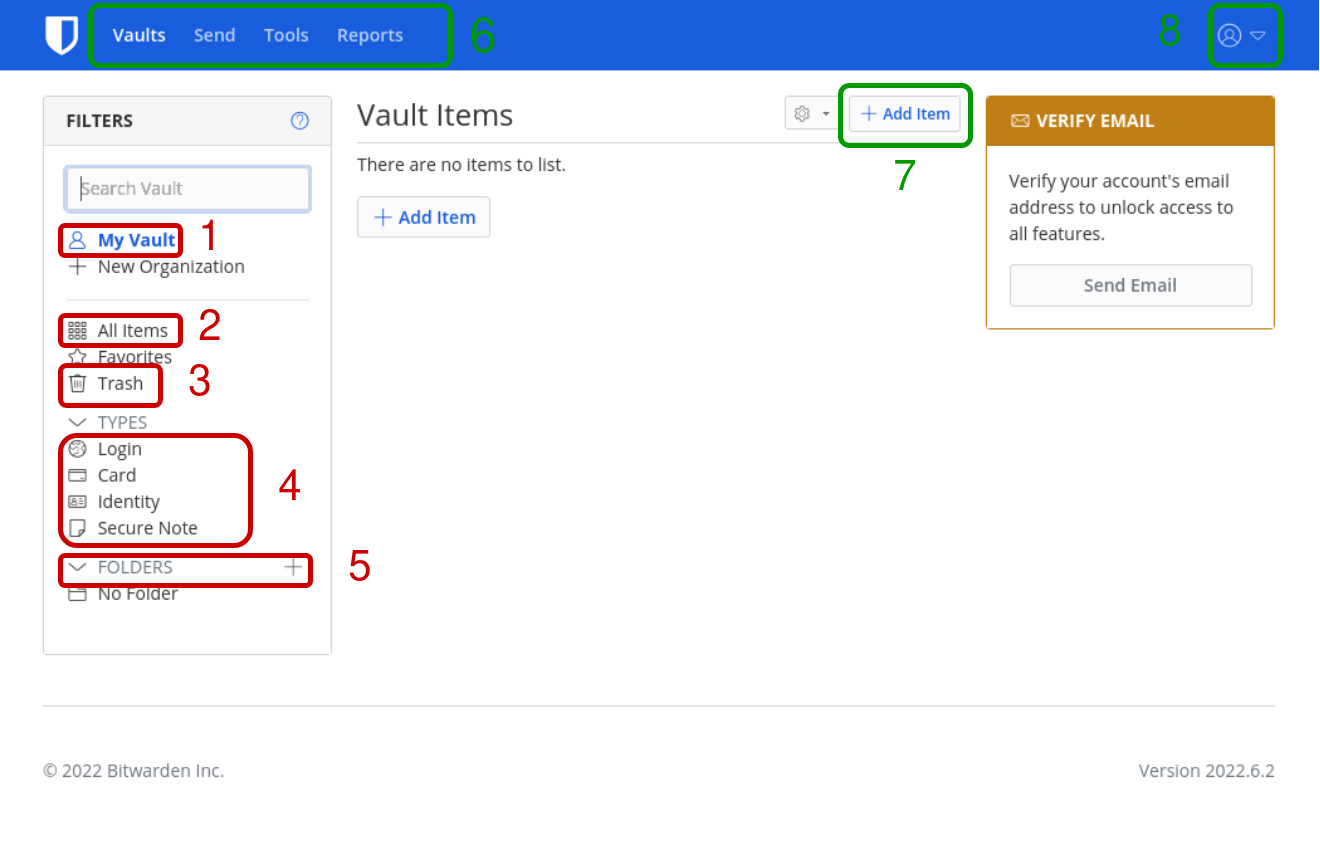 Vaults Send Tools Reports 6 8
FILTERS
Search Vault
My Vault 1
New Organization
All Items 2
Favorites
Trash 3
TYPES
Login
Card
Identity
Secure Note
4
FOLDERS 5
No Folder
Vault Items
Add Item
7
There are no items to list.
Add Item
VERIFY EMAIL
Verify your account's email
address to unlock access to
all features.
Send Email
© 2022 Bitwarden Inc.
Version 2022.6.2